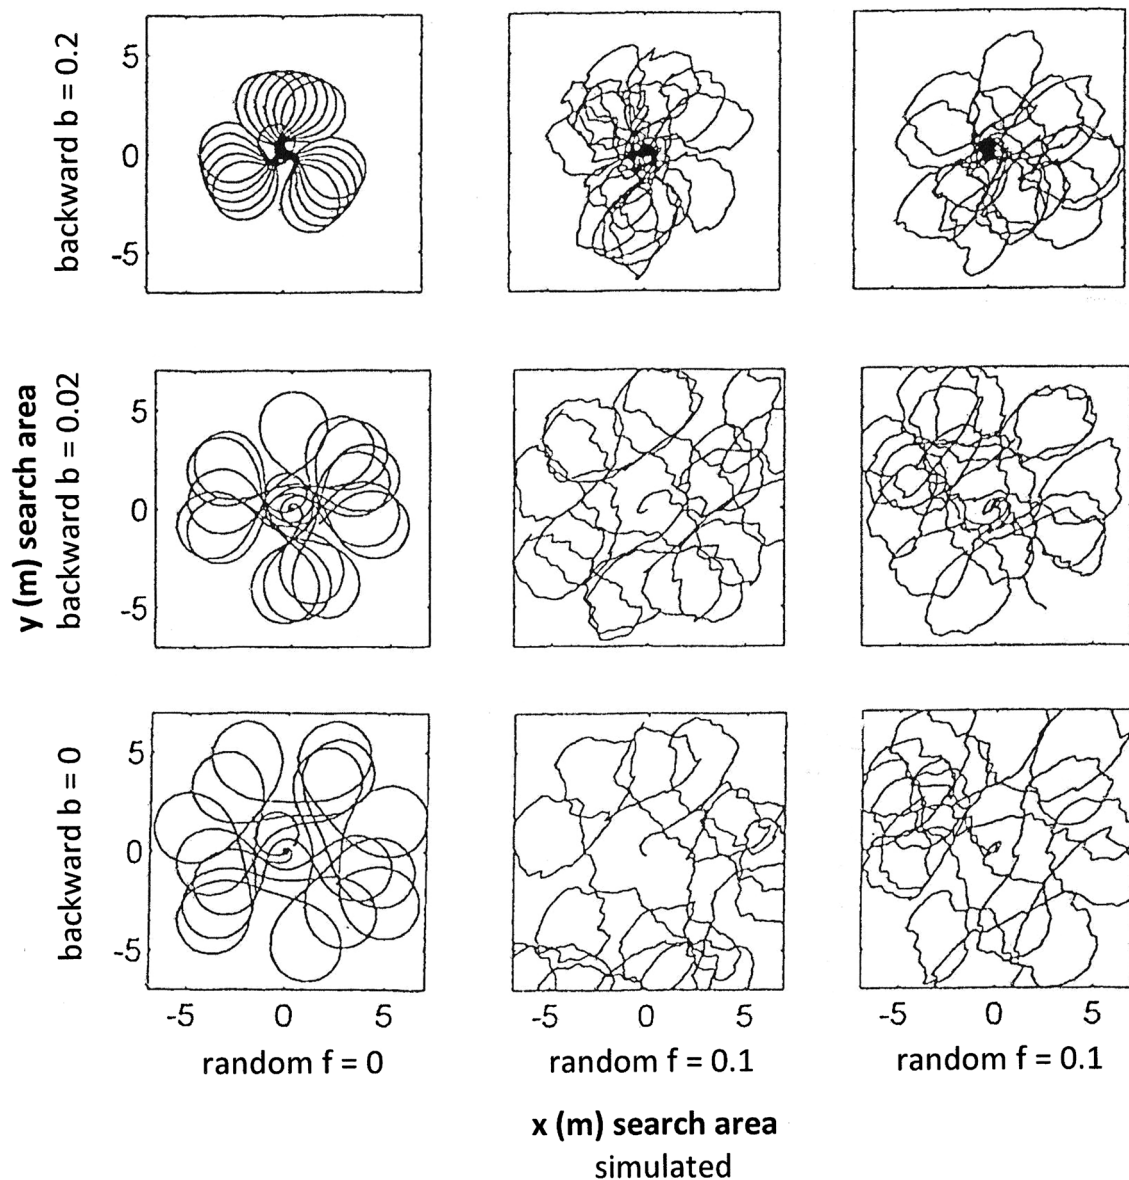 backward b = 0.2
5
0
-5
y (m) search area
backward b = 0.02
5
0
-5
backward b = 0
5
0
-5
-5 0 5
-5 0 5
-5 0 5
random f = 0
random f = 0.1
random f = 0.1
x (m) search area
simulated